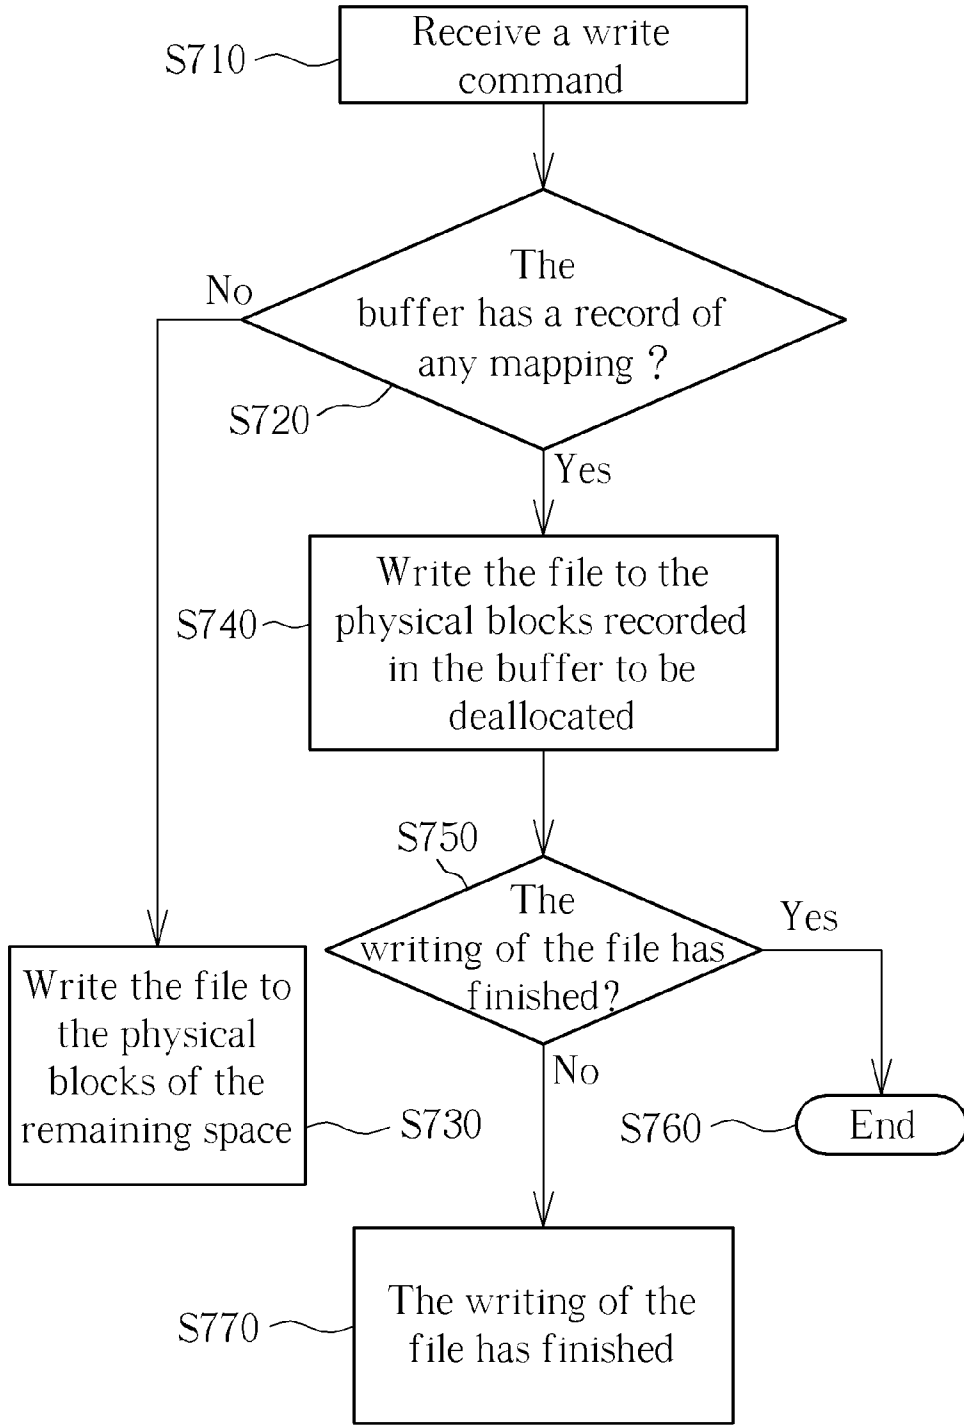 Receive a write
command
S710
The
buffer has a record of
any mapping ?
No
S720
Yes
Write the file to the
physical blocks recorded
in the buffer to be
deallocated
S740
S750
The
writing of the file has
finished?
Yes
No
Write the file to
the physical
blocks of the
remaining space
S730
S760
End
The writing of the
file has finished
S770